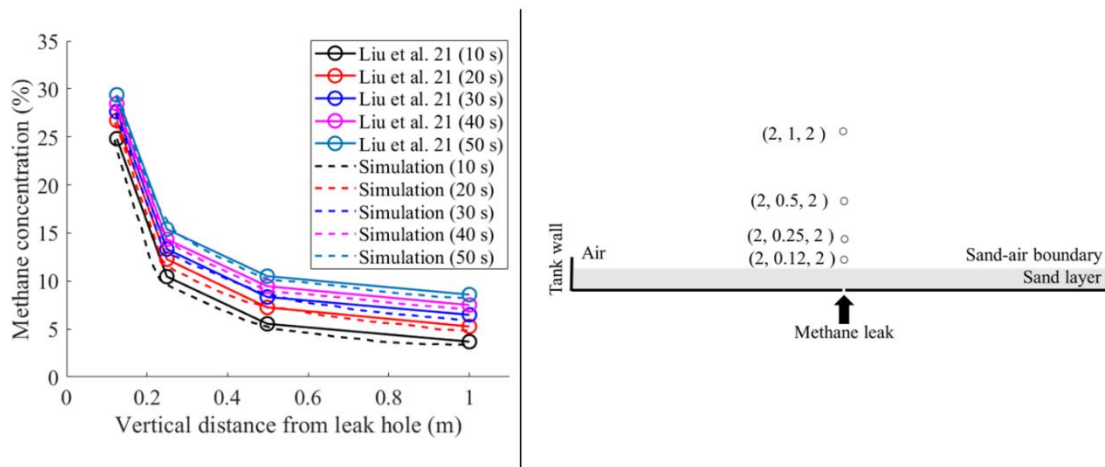 35
30
25
20
15
10
5
0
Methane concentration (%)
0
0.2
0.4
0.6
0.8
1
Vertical distance from leak hole (m)
Liu et al. 21 (10 s)
Liu et al. 21 (20 s)
Liu et al. 21 (30 s)
Liu et al. 21 (40 s)
Liu et al. 21 (50 s)
Simulation (10 s)
Simulation (20 s)
Simulation (30 s)
Simulation (40 s)
Simulation (50 s)
(2, 1, 2)
(2, 0.5, 2 )
(2, 0.25, 2 )
(2, 0.12, 2)
Tank wall
Air
Sand-air boundary
Sand layer
Methane leak